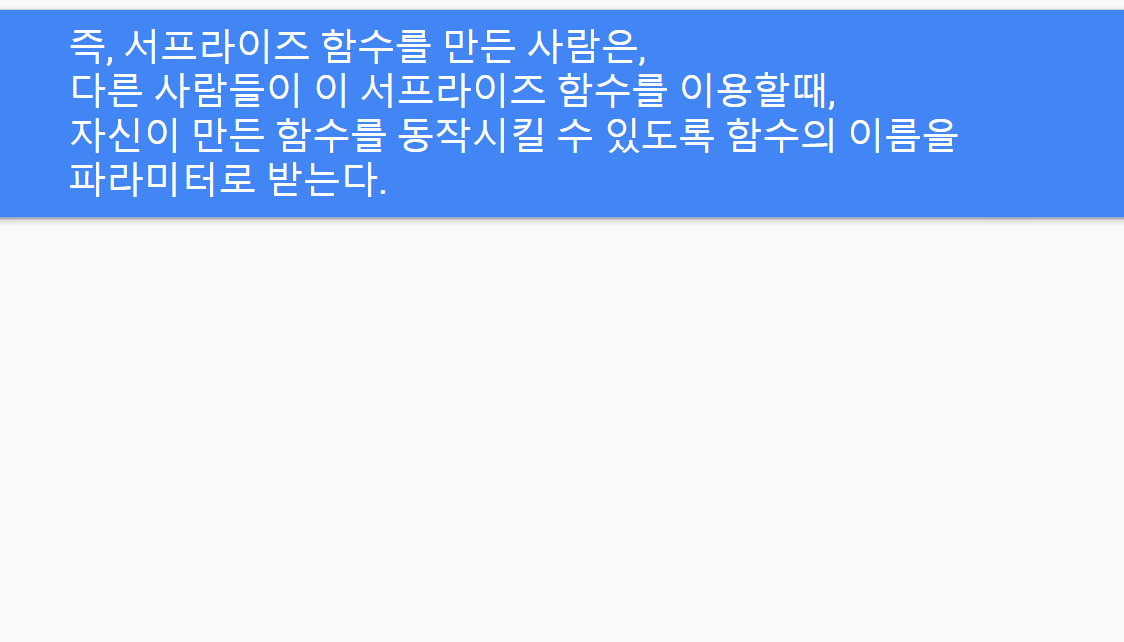 즉, 서프라이즈 함수를 만든 사람은,
다른 사람들이 이 서프라이즈 함수를 이용할때,
자신이 만든 함수를 동작시킬 수 있도록 함수의 이름을
파라미터로 받는다.